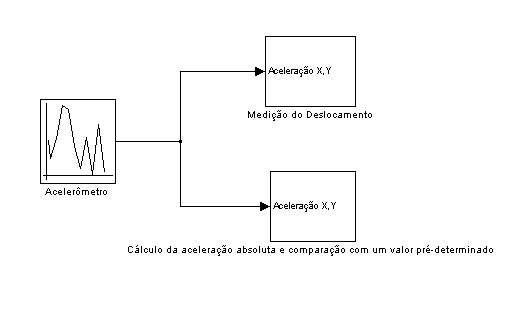 Aceleração X,Y
Medição do Deslocamento
Acelerômetro
Aceleração X,Y
Cálculo da aceleração absoluta e comparação com um valor pré-determinado